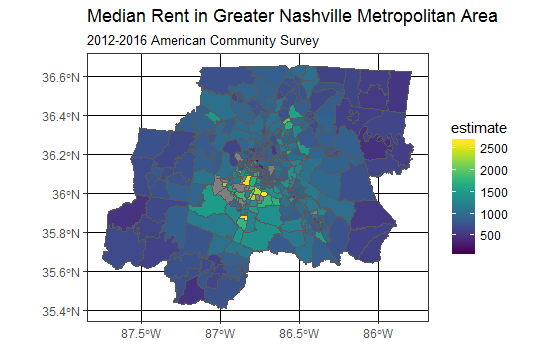 Median Rent in Greater Nashville Metropolitan Area
2012-2016 American Community Survey
36.6°N
36.4°N
36.2°N
36°N
35.8°N
35.6°N
35.4°N
87.5°W
87°W
86.5°W
86°W
estimate
2500
2000
1500
1000
500